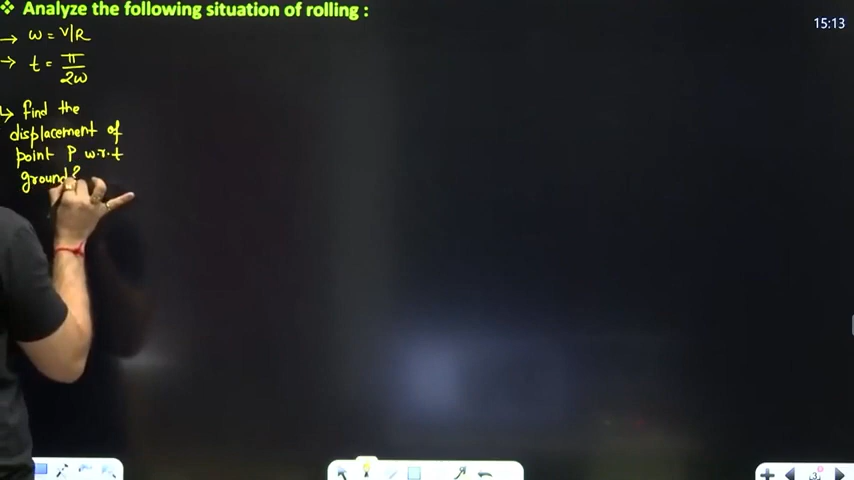 ❖ Analyze the following situation of rolling :
15:13
→ ω = V/R
→ t = π/2ω
↳ find the
displacement of
point P w.r.t
ground?